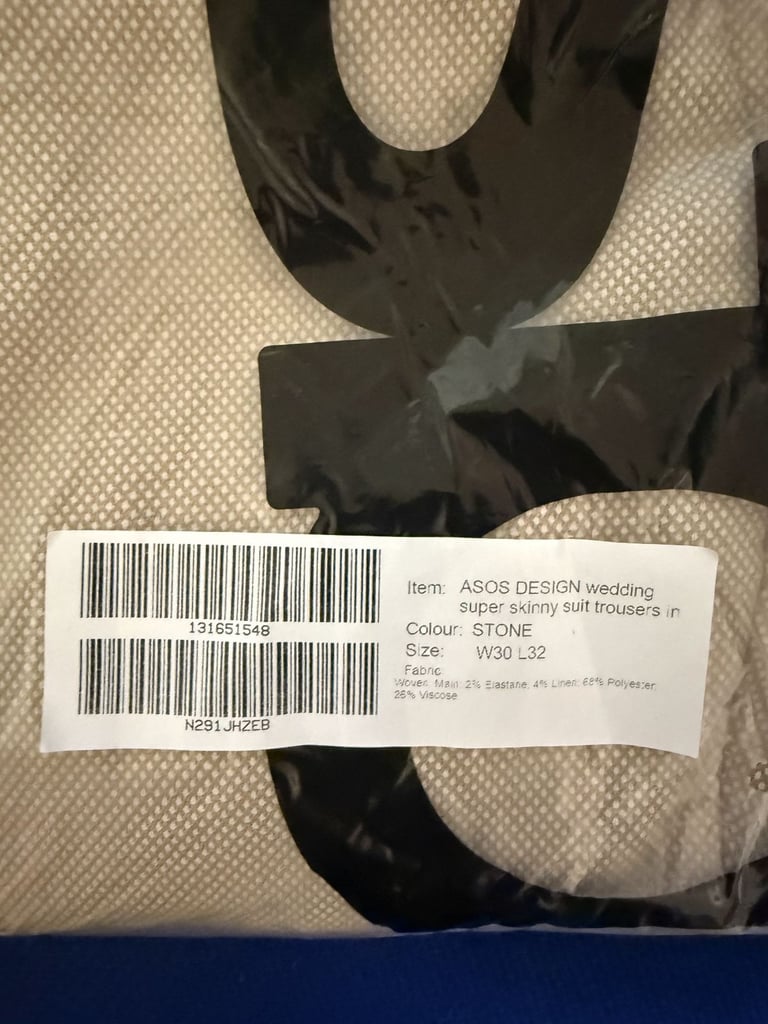 131651548
N291JHZEB
Item: ASOS DESIGN wedding
super skinny suit trousers in
Colour: STONE
Size: W30 L32
Fabric
Woven: Main: 2% Elastane, 4% Linen, 68% Polyester,
26% Viscose